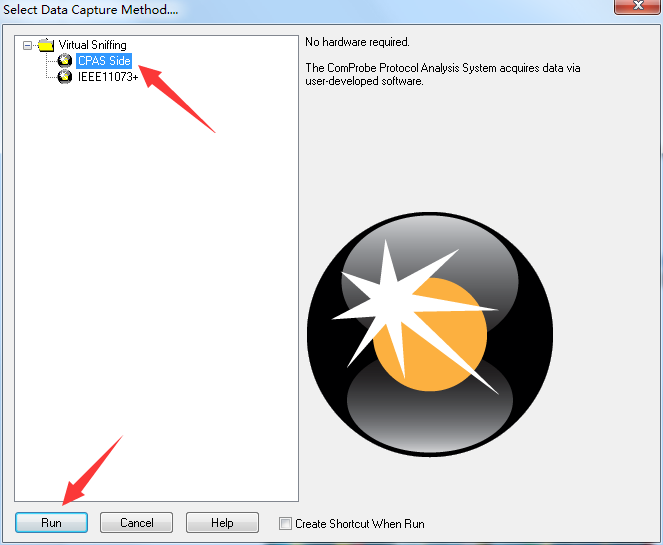 Select Data Capture Method....
Virtual Sniffing
CPAS Side
IEEE11073+
No hardware required.
The ComProbe Protocol Analysis System acquires data via
user-developed software.
Run
Cancel
Help
Create Shortcut When Run